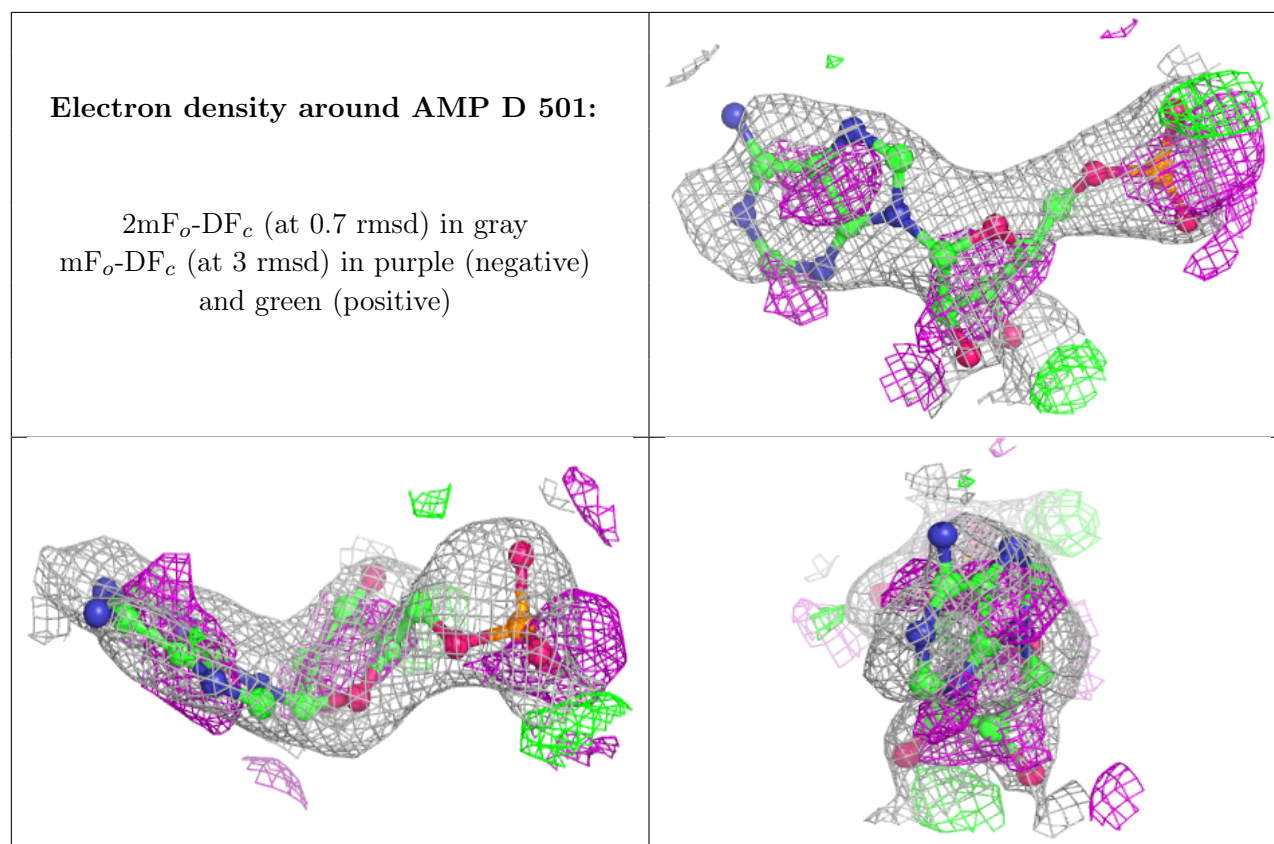 Electron density around AMP D 501:
2mFₒ-DF𝒸 (at 0.7 rmsd) in gray
mFₒ-DF𝒸 (at 3 rmsd) in purple (negative)
and green (positive)